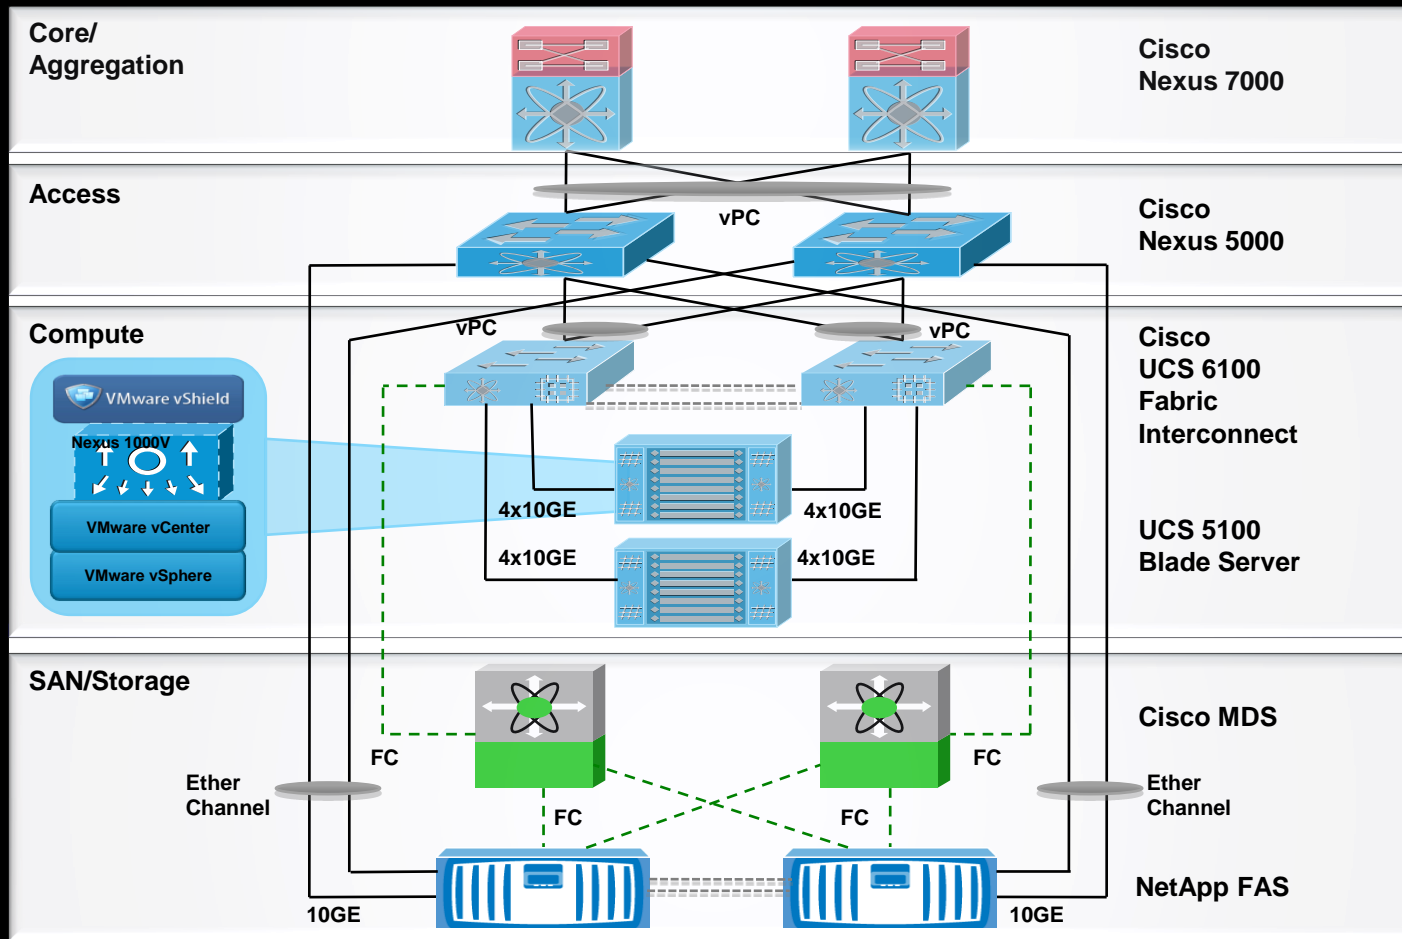 Core/
Aggregation
Cisco
Nexus 7000
Access
vPC
Cisco
Nexus 5000
Compute
vPC
vPC
Cisco
UCS 6100
Fabric
Interconnect
VMware vShield
Nexus 1000V
VMware vCenter
VMware vSphere
4x10GE
4x10GE
4x10GE
4x10GE
UCS 5100
Blade Server
SAN/Storage
Cisco MDS
FC
FC
Ether
Channel
Ether
Channel
FC
FC
NetApp FAS
10GE
10GE